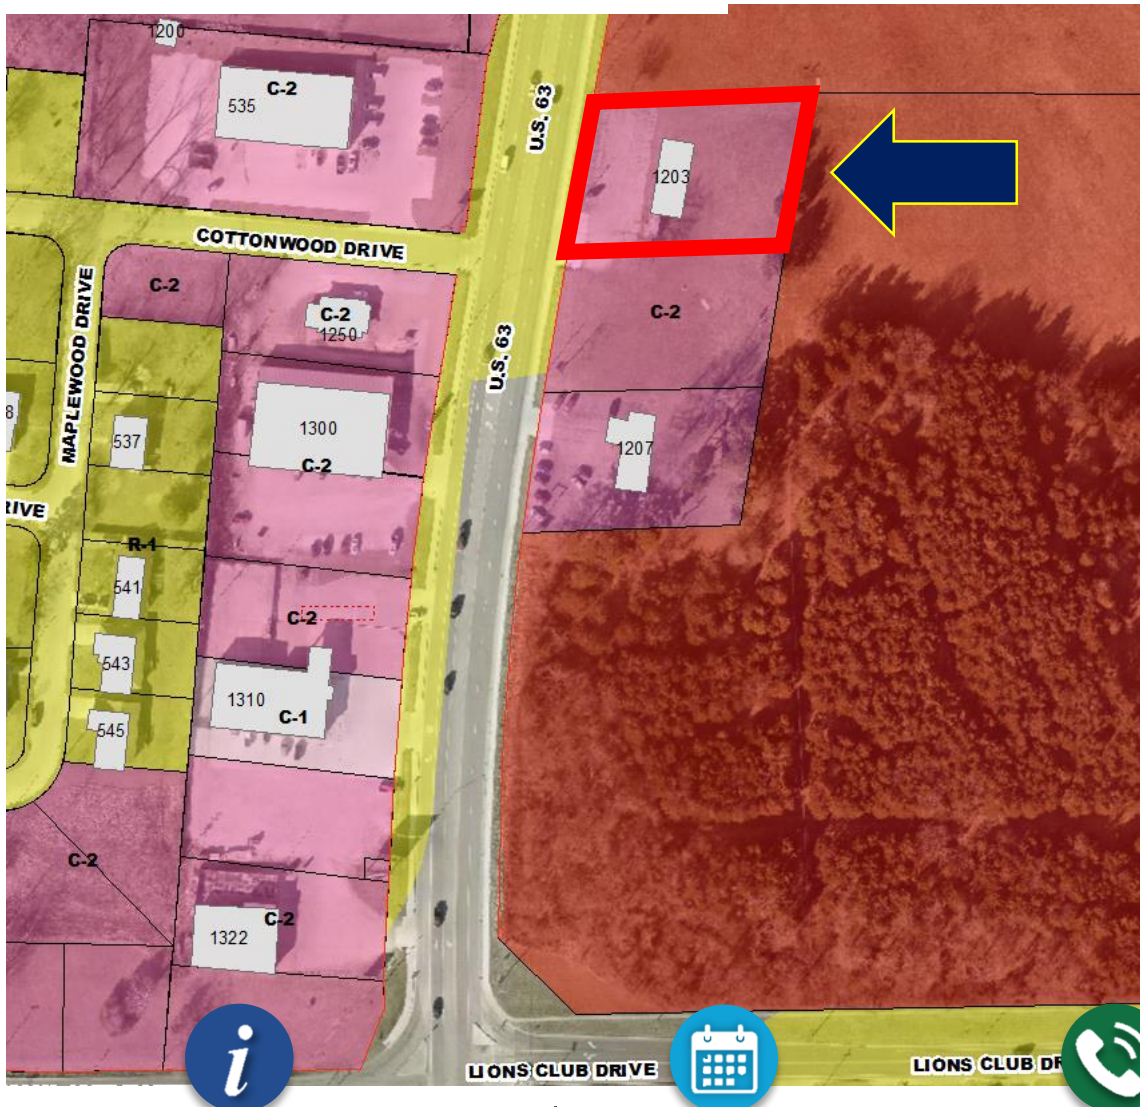 1200
C-2
535
U.S. 63
1203
COTTONWOOD DRIVE
C-2
MAPLEWOOD DRIVE
C-2
1250
C-2
U.S. 63
8
537
1300
C-2
1207
RIVE
R-1
541
C-2
543
1310
C-1
545
C-2
C-2
1322
i
LIONS CLUB DRIVE
LIONS CLUB DR